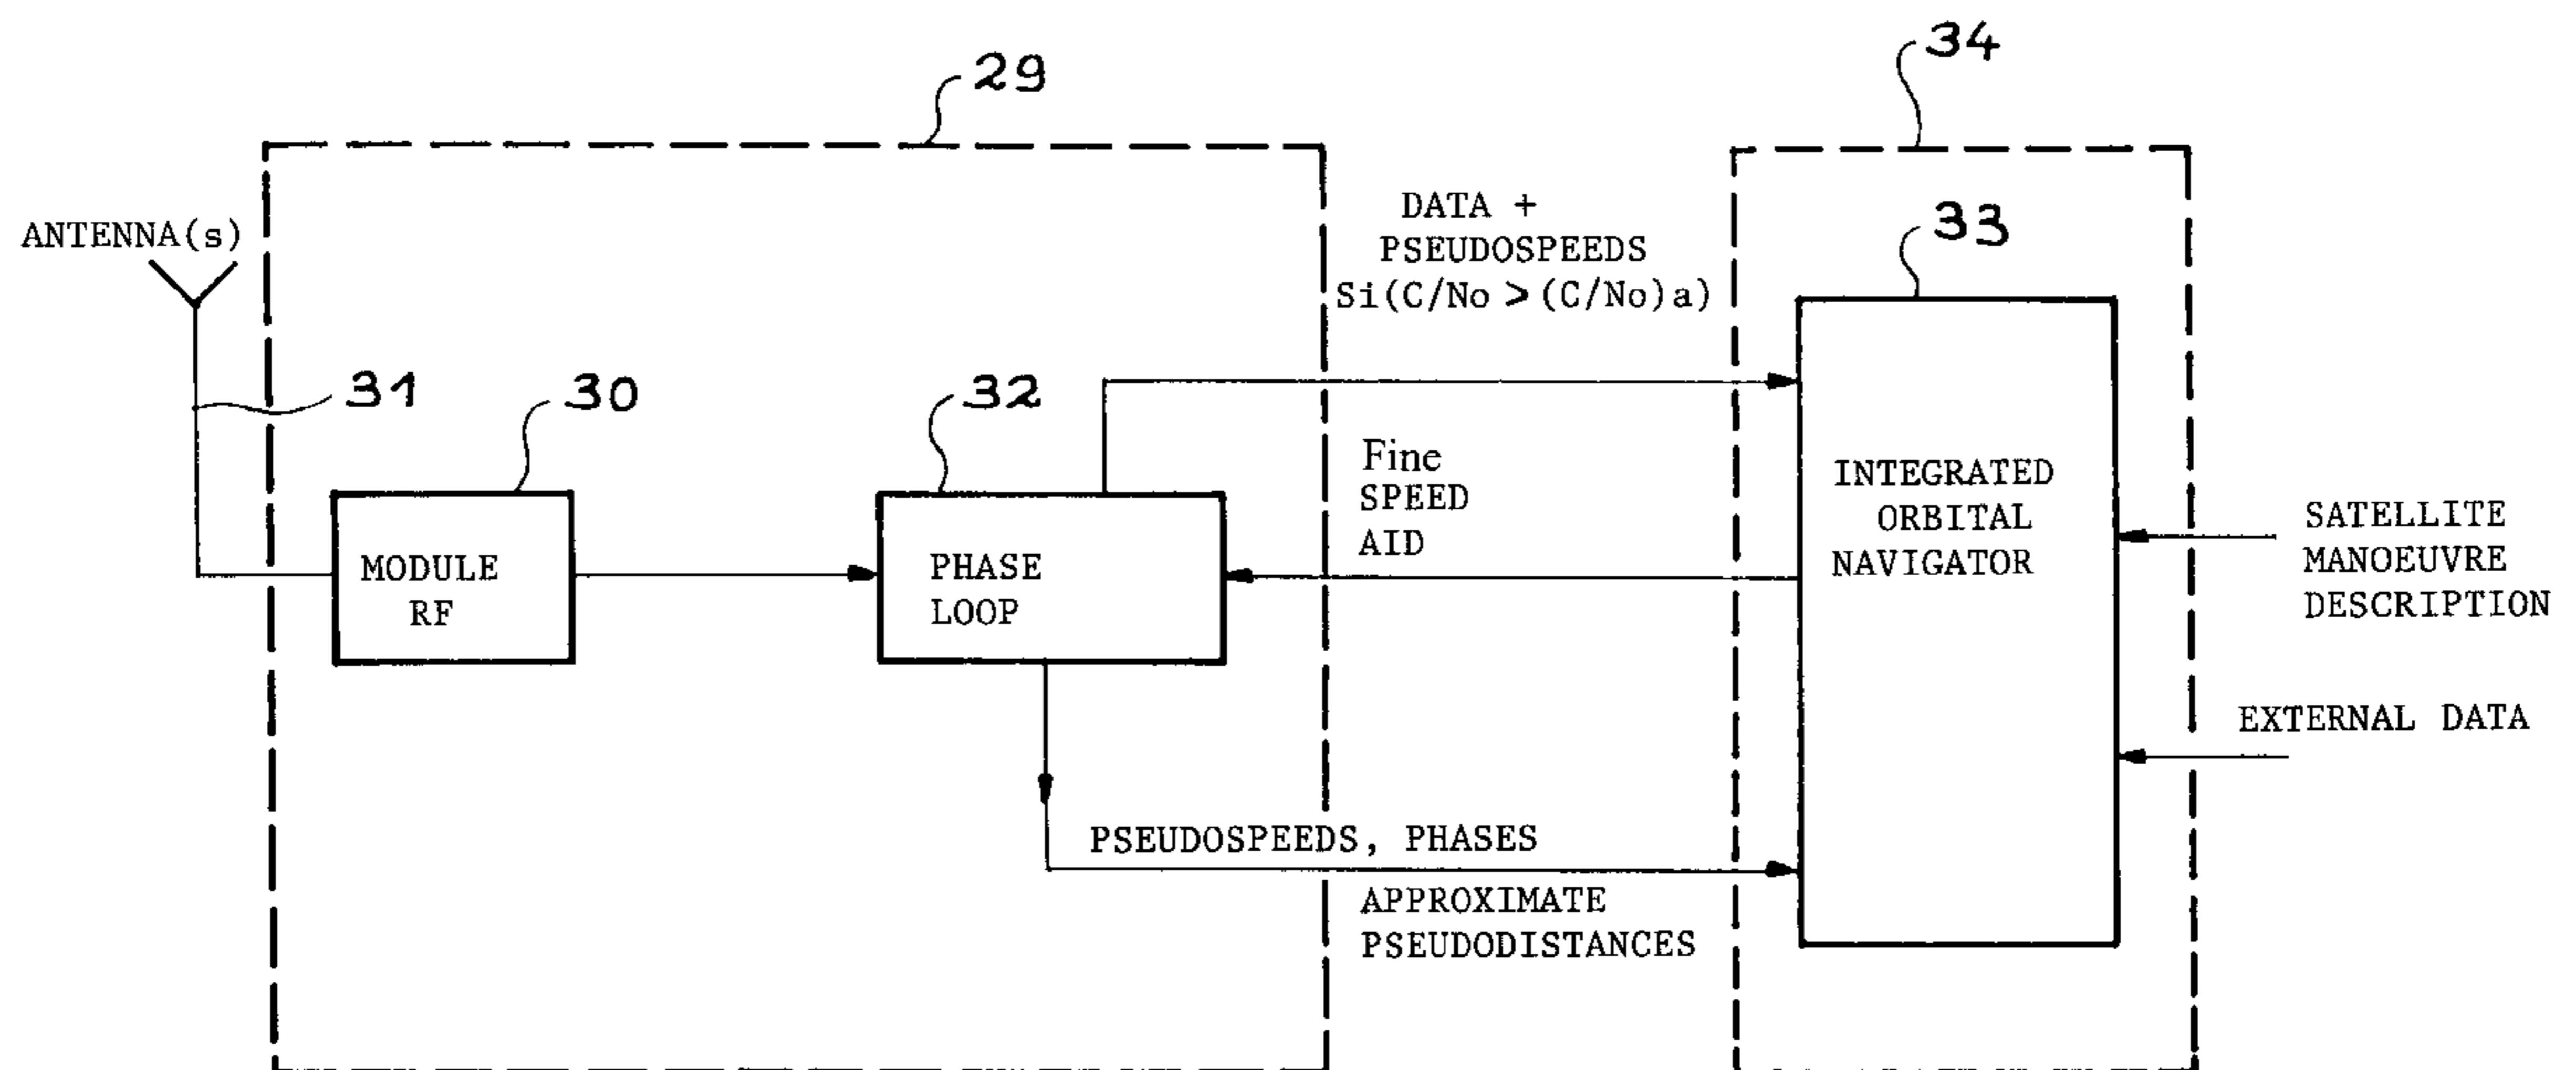 29
34
ANTENNA(s)
DATA +
PSEUDOSPEEDS
Si(C/No > (C/No)a)
33
31
30
32
Fine
SPEED
AID
MODULE
RF
PHASE
LOOP
INTEGRATED
ORBITAL
NAVIGATOR
SATELLITE
MANOEUVRE
DESCRIPTION
EXTERNAL DATA
PSEUDOSPEEDS, PHASES
APPROXIMATE
PSEUDODISTANCES